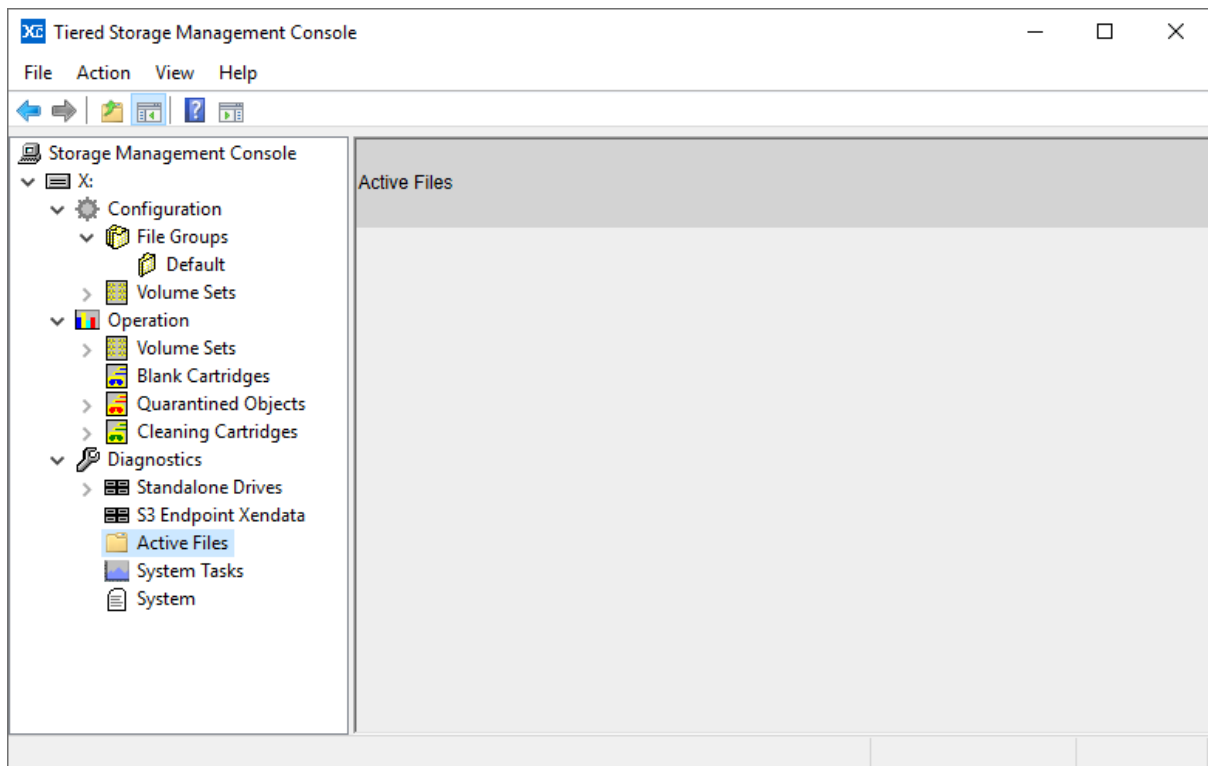 XE Tiered Storage Management Console
File Action View Help
Storage Management Console
X:
Configuration
File Groups
Default
Volume Sets
Operation
Volume Sets
Blank Cartridges
Quarantined Objects
Cleaning Cartridges
Diagnostics
Standalone Drives
S3 Endpoint Xendata
Active Files
System Tasks
System
Active Files